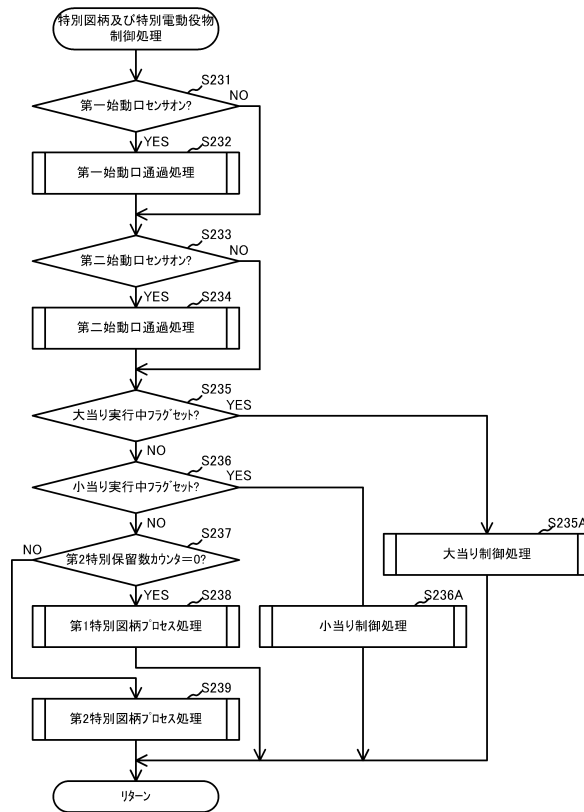 特別図柄及び特別電動役物
制御処理
S231
第一始動口センサオン?
NO
YES
S232
第一始動口通過処理
S233
第二始動口センサオン?
NO
YES
S234
第二始動口通過処理
S235
大当り実行中フラグセット?
YES
NO
S236
小当り実行中フラグセット?
YES
NO
S237
NO
第2特別保留数カウンタ=0?
S235A
大当り制御処理
YES
S238
第1特別図柄プロセス処理
S236A
小当り制御処理
S239
第2特別図柄プロセス処理
リターン